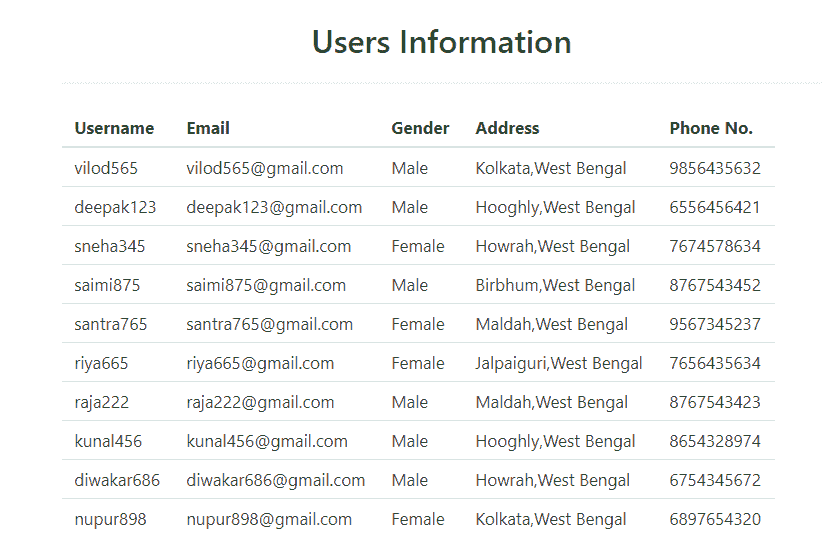 Users Information
Username Email Gender Address Phone No.
vilod565 vilod565@gmail.com Male Kolkata,West Bengal 9856435632
deepak123 deepak123@gmail.com Male Hooghly,West Bengal 6556456421
sneha345 sneha345@gmail.com Female Howrah,West Bengal 7674578634
saimi875 saimi875@gmail.com Male Birbhum,West Bengal 8767543452
santra765 santra765@gmail.com Female Maldah,West Bengal 9567345237
riya665 riya665@gmail.com Female Jalpaiguri,West Bengal 7656435634
raja222 raja222@gmail.com Male Maldah,West Bengal 8767543423
kunal456 kunal456@gmail.com Male Hooghly,West Bengal 8654328974
diwakar686 diwakar686@gmail.com Male Howrah,West Bengal 6754345672
nupur898 nupur898@gmail.com Female Kolkata,West Bengal 6897654320